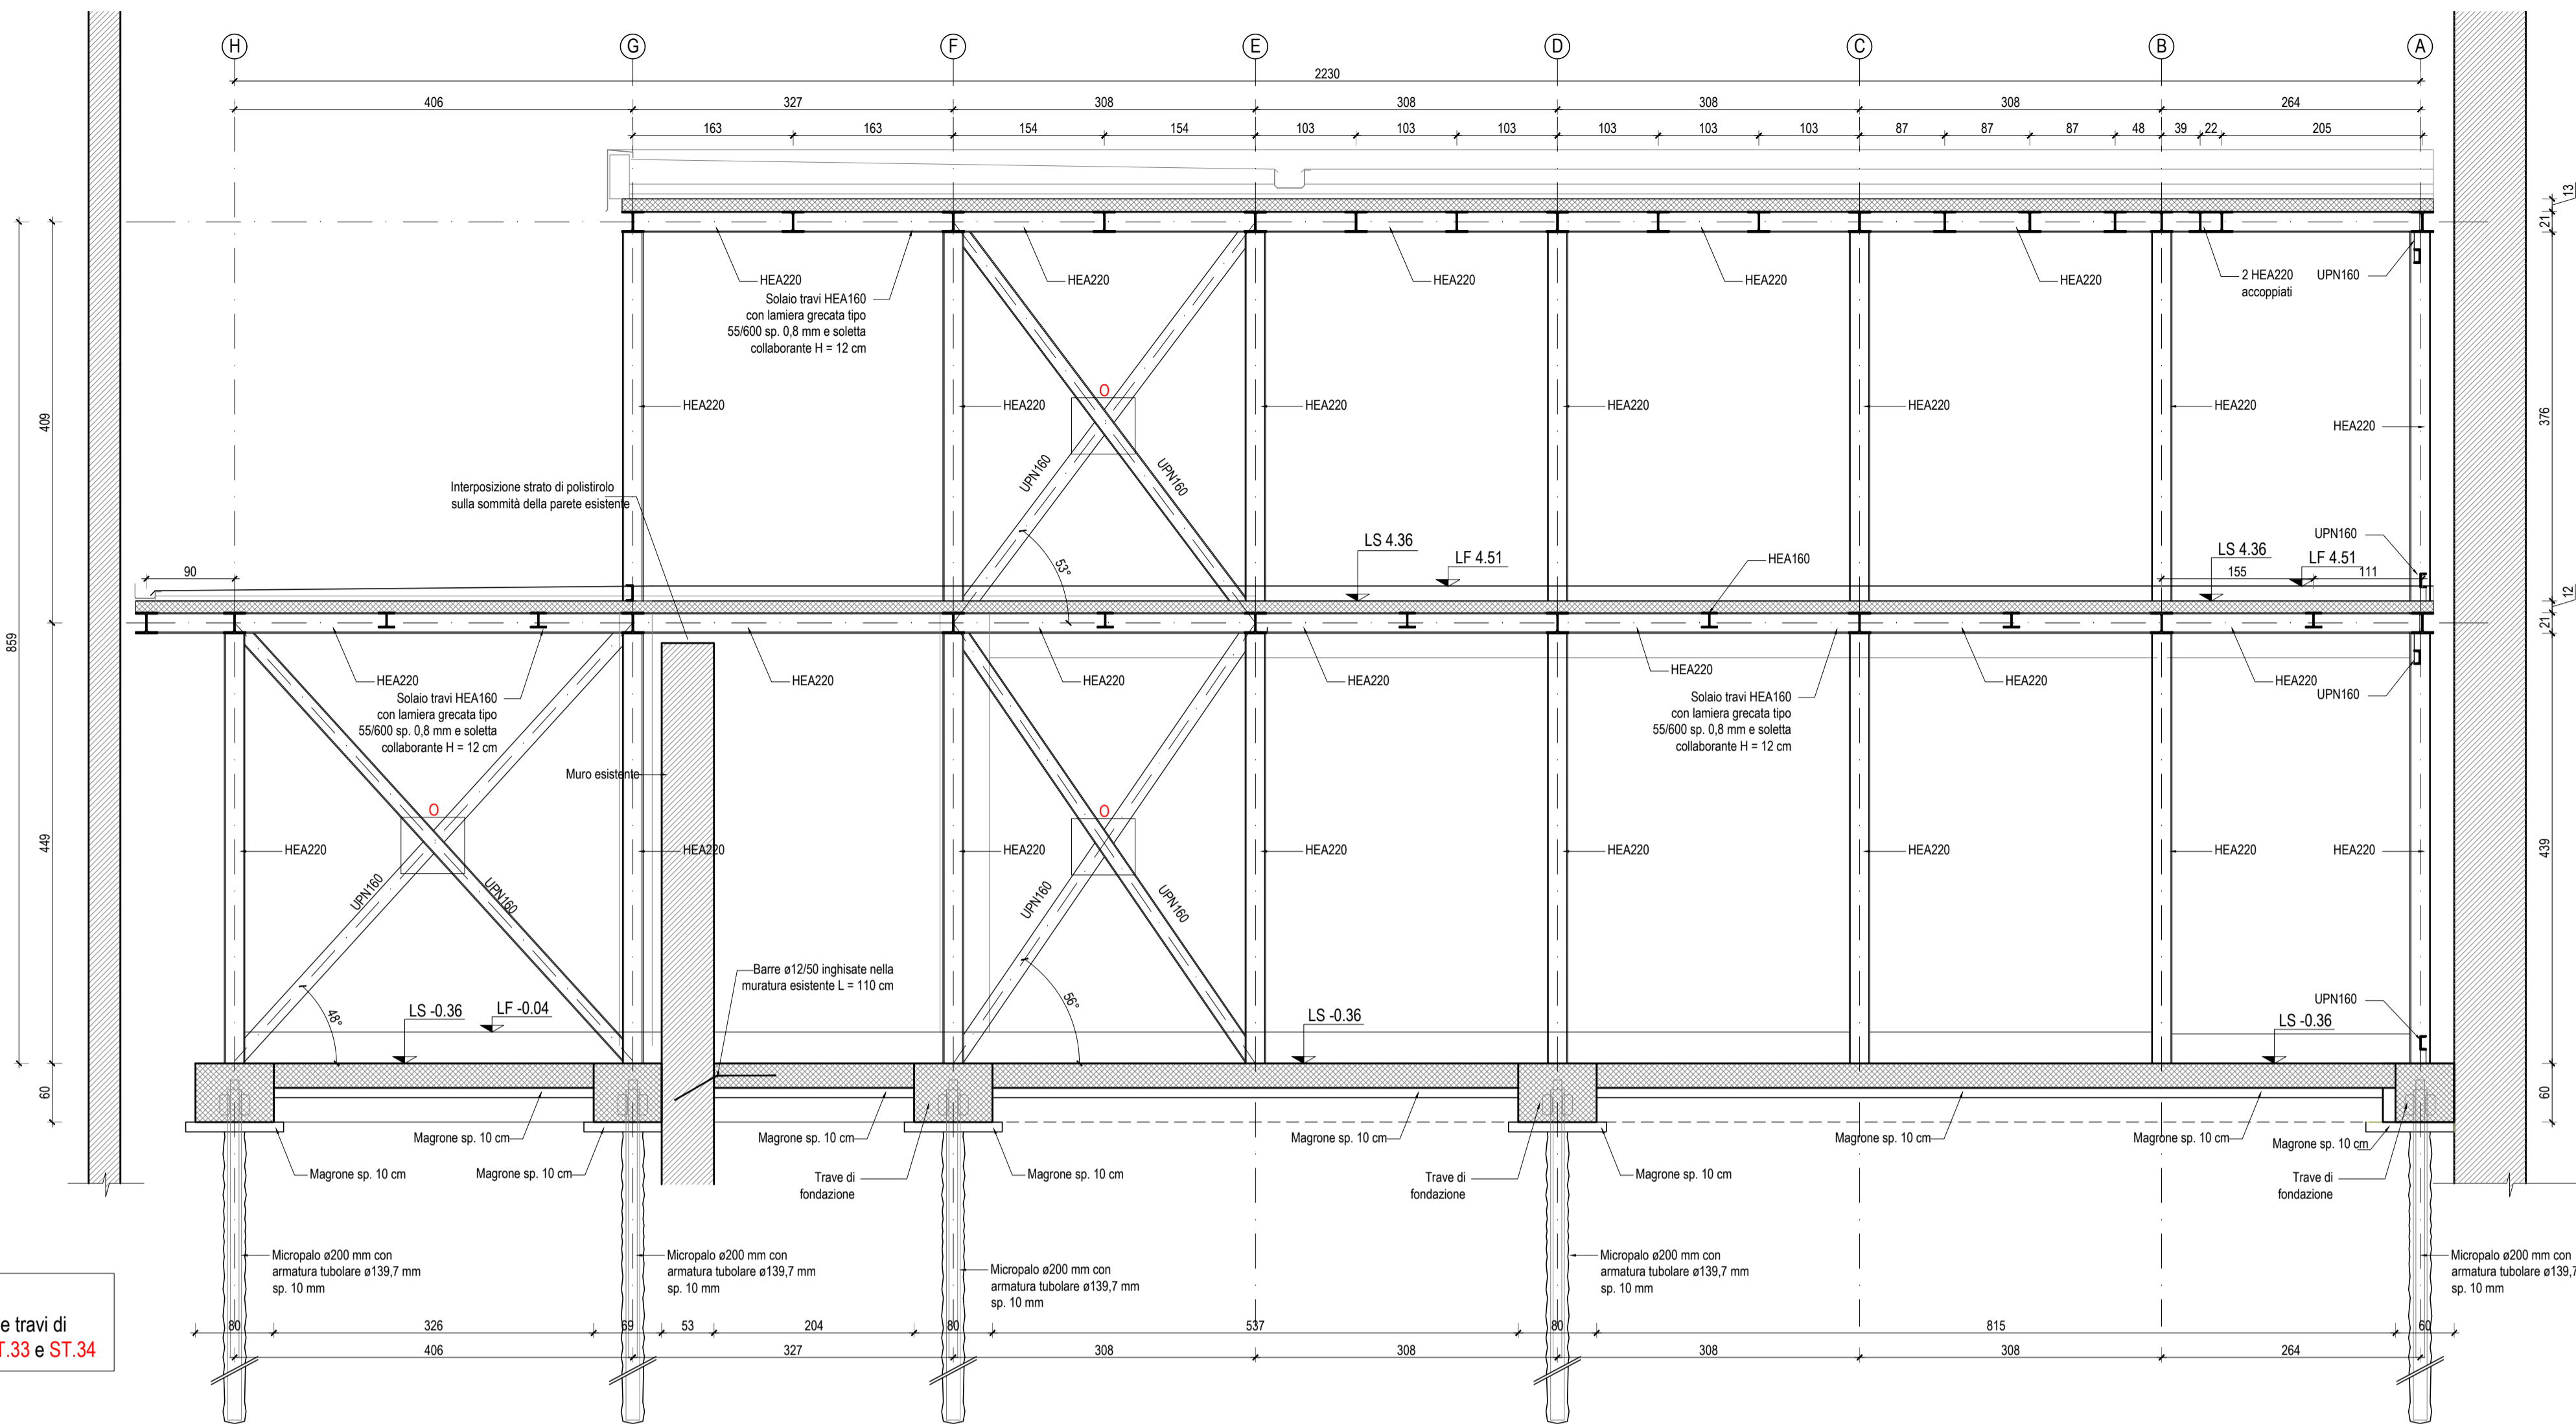 H
G
F
E
D
C
B
A
2230
406
327
308
308
308
308
264
163
163
154
154
103
103
103
103
103
103
87
87
87
48
39
22
205
13
21
HEA220
HEA220
HEA220
HEA220
HEA220
2 HEA220
accoppiati
UPN160
Solaio travi HEA160
con lamiera grecata tipo
55/600 sp. 0,8 mm e soletta
collaborante H = 12 cm
O
HEA220
HEA220
HEA220
HEA220
HEA220
HEA220
HEA220
409
376
859
UPN160
UPN160
Interposizione strato di polistirolo
sulla sommità della parete esistente
53°
LS 4.36
LF 4.51
HEA160
UPN160
LS 4.36
LF 4.51
90
155
111
12
21
HEA220
HEA220
HEA220
HEA220
HEA220
HEA220
HEA220
UPN160
Solaio travi HEA160
con lamiera grecata tipo
55/600 sp. 0,8 mm e soletta
collaborante H = 12 cm
Solaio travi HEA160
con lamiera grecata tipo
55/600 sp. 0,8 mm e soletta
collaborante H = 12 cm
Muro esistente
O
O
449
439
HEA220
HEA220
HEA220
HEA220
HEA220
HEA220
HEA220
HEA220
UPN160
UPN160
UPN160
UPN160
Barre ø12/50 inghisate nella
muratura esistente L = 110 cm
48°
56°
LS -0.36
LF -0.04
LS -0.36
UPN160
LS -0.36
60
60
Magrone sp. 10 cm
Magrone sp. 10 cm
Magrone sp. 10 cm
Magrone sp. 10 cm
Magrone sp. 10 cm
Magrone sp. 10 cm
Magrone sp. 10 cm
Magrone sp. 10 cm
Magrone sp. 10 cm
Magrone sp. 10 cm
Trave di
fondazione
Trave di
fondazione
Trave di
fondazione
Micropalo ø200 mm con
armatura tubolare ø139,7 mm
sp. 10 mm
Micropalo ø200 mm con
armatura tubolare ø139,7 mm
sp. 10 mm
Micropalo ø200 mm con
armatura tubolare ø139,7 mm
sp. 10 mm
Micropalo ø200 mm con
armatura tubolare ø139,7 mm
sp. 10 mm
Micropalo ø200 mm con
armatura tubolare ø139,7
sp. 10 mm
e travi di
T.33 e ST.34
80
326
69
53
204
80
537
80
815
60
406
327
308
308
308
308
264